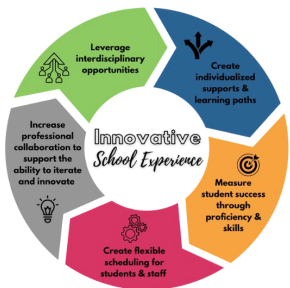 Leverage
interdisciplinary
opportunities
Create
individualized
supports &
learning paths
Increase
professional
collaboration to
support the
ability to iterate
and innovate
Innovative
School Experience
Measure
student success
through
proficiency &
skills
Create flexible
scheduling for
students & staff